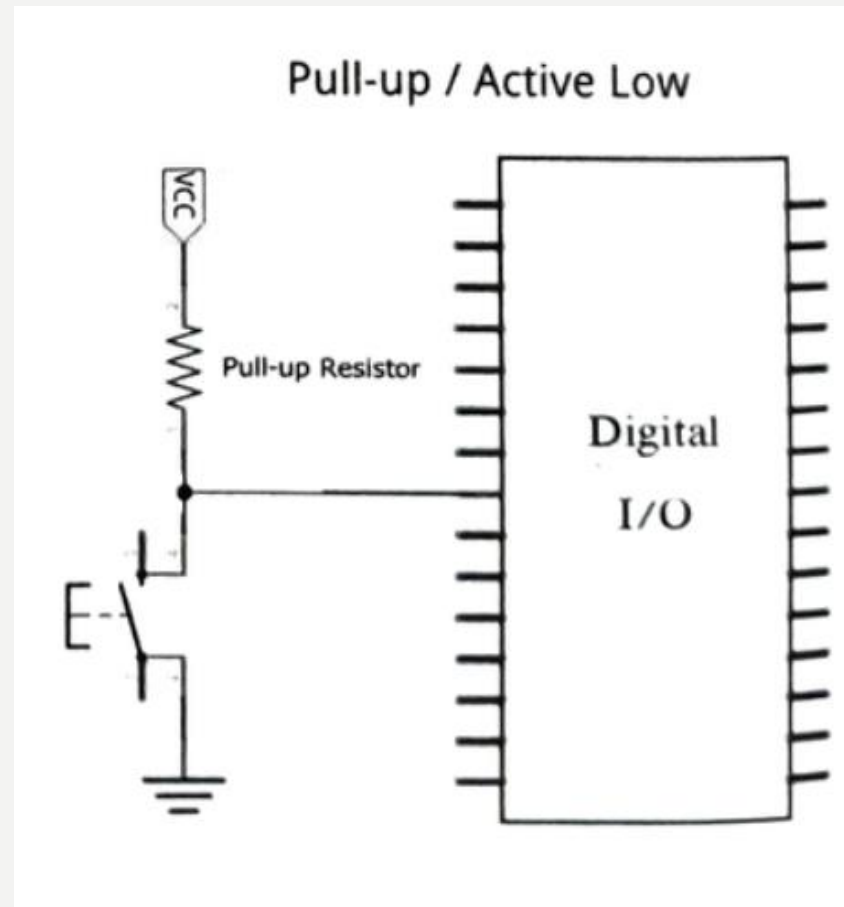 Pull-up / Active Low
VCC
Pull-up Resistor
Digital
I/O